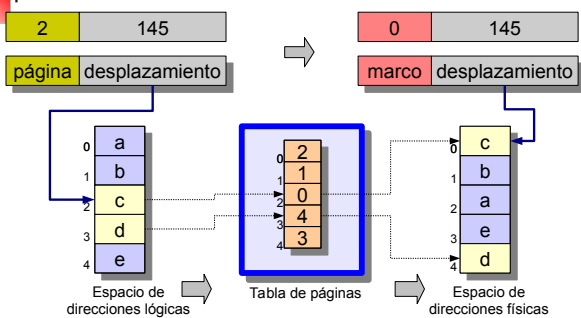 2 145
0 145
página desplazamiento
marco desplazamiento
0 a
1 b
2 c
3 d
4 e
0 2
1 1
2 0
3 4
4 3
0 c
1 b
2 a
3 e
4 d
Espacio de
direcciones lógicas
Tabla de páginas
Espacio de
direcciones físicas